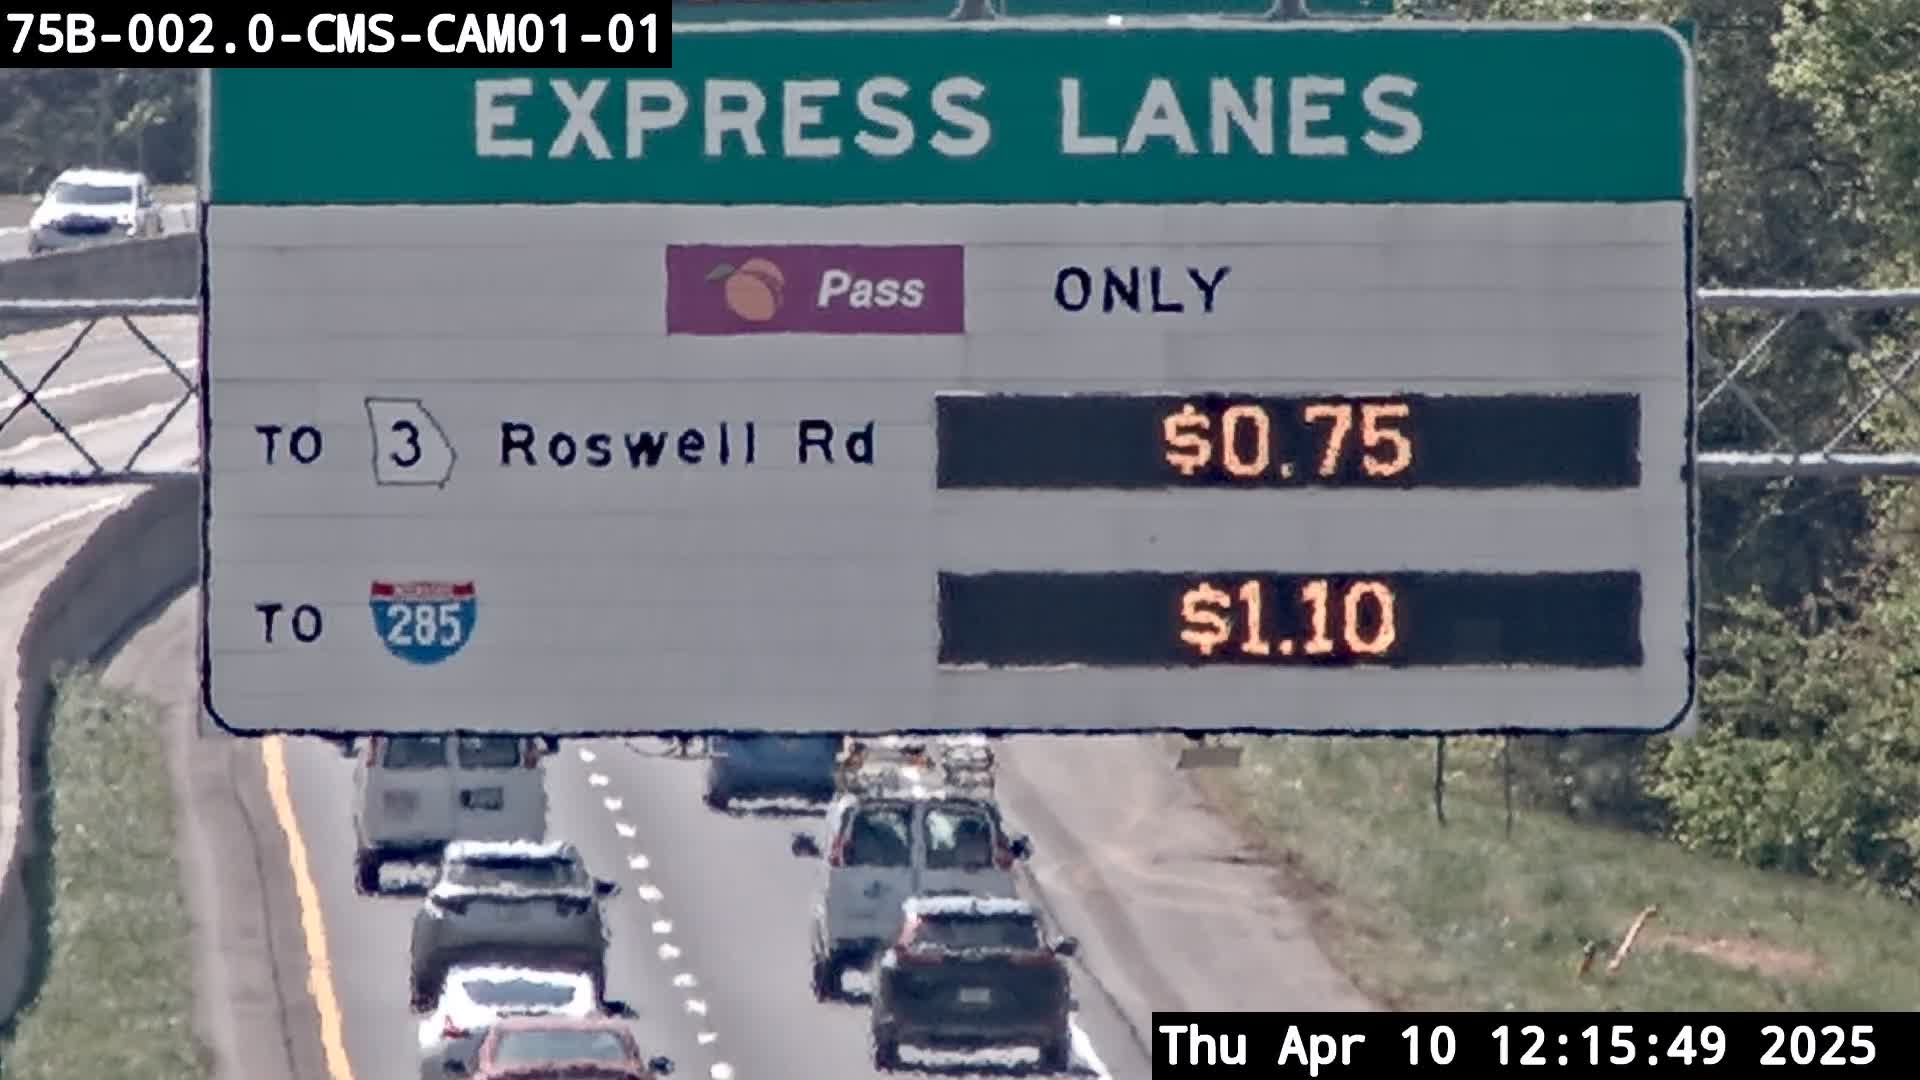 75B-002.0-CMS-CAM01-01
EXPRESS LANES
Pass ONLY
TO 3 Roswell Rd $0.75
TO 285 $1.10
Thu Apr 10 12:15:49 2025